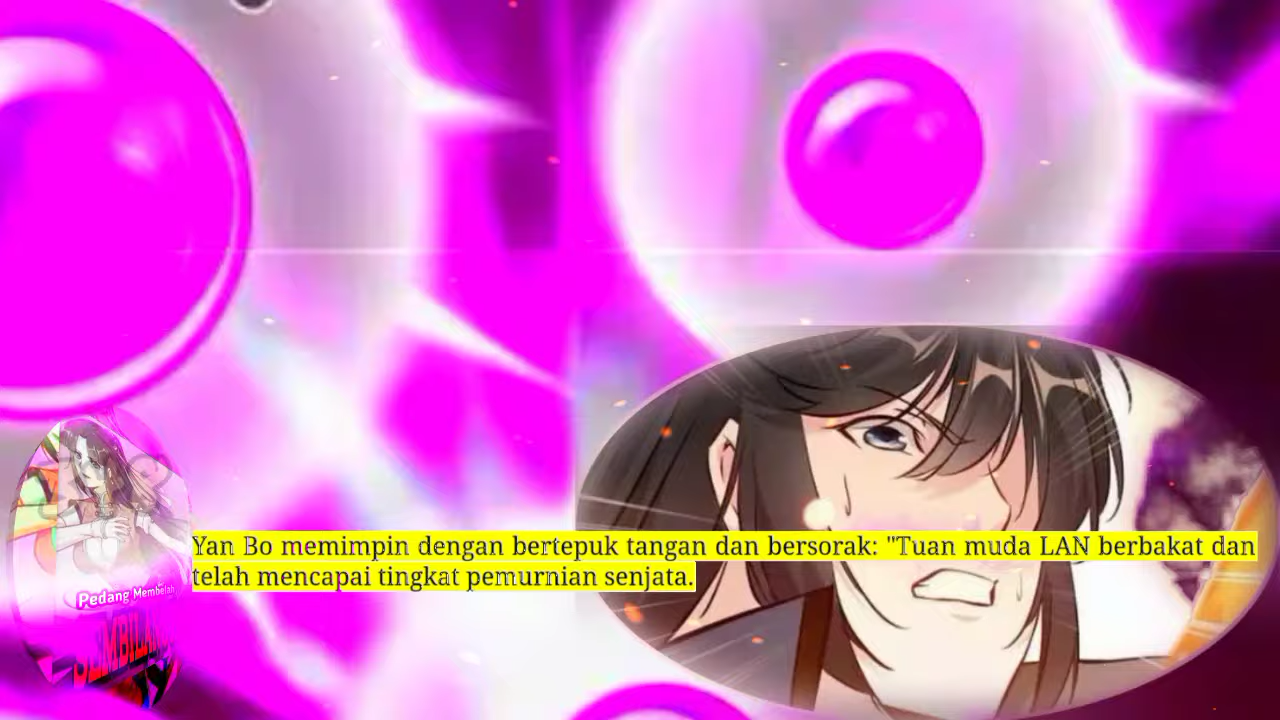 Yan Bo memimpin dengan bertepuk tangan dan bersorak: "Tuan muda LAN berbakat dan
telah mencapai tingkat pemurnian senjata.
Pedang Membelah
SEMBILAN